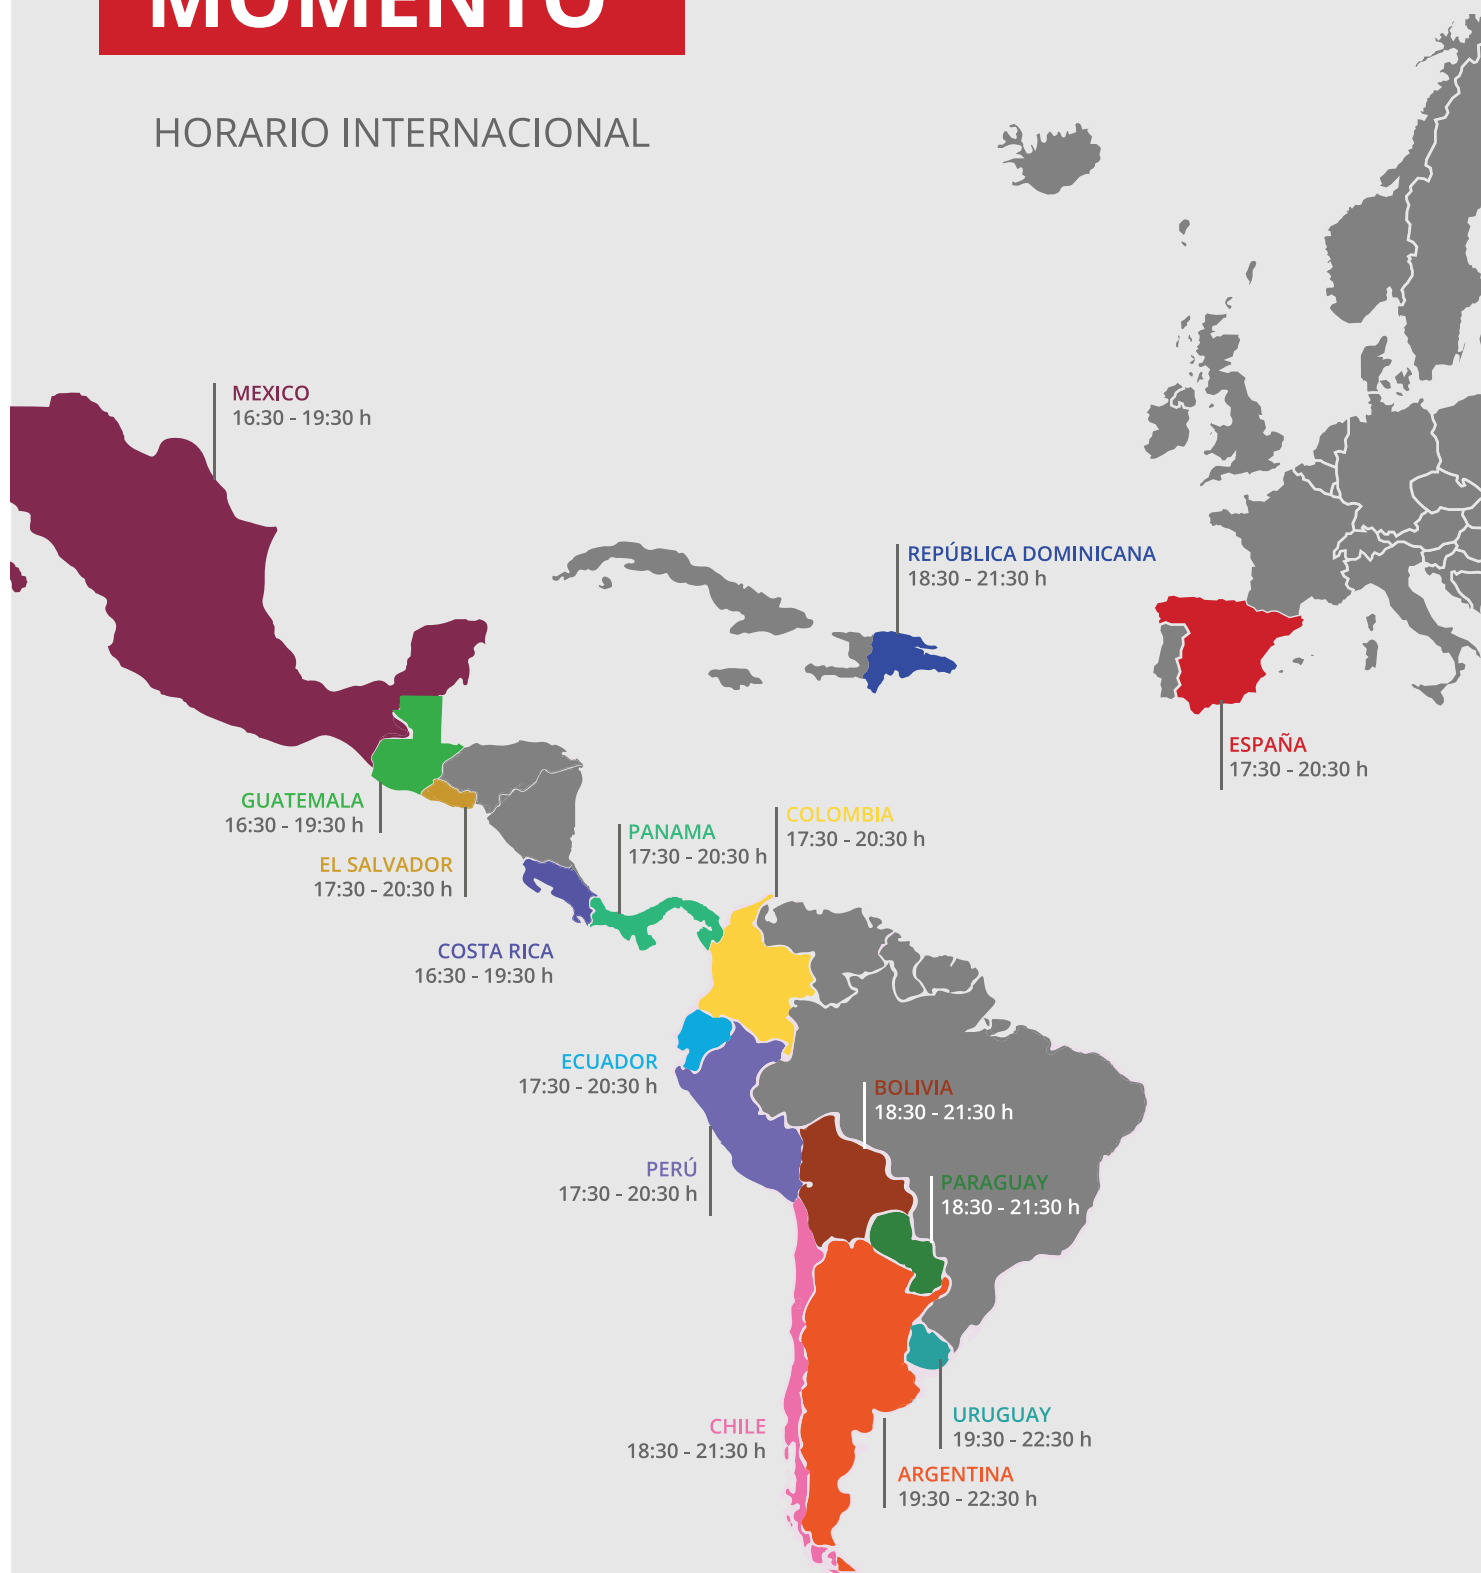 MOMENTO
HORARIO INTERNACIONAL
MEXICO
16:30 - 19:30 h
REPÚBLICA DOMINICANA
18:30 - 21:30 h
ESPAÑA
17:30 - 20:30 h
GUATEMALA
16:30 - 19:30 h
EL SALVADOR
17:30 - 20:30 h
PANAMA
17:30 - 20:30 h
COLOMBIA
17:30 - 20:30 h
COSTA RICA
16:30 - 19:30 h
ECUADOR
17:30 - 20:30 h
BOLIVIA
18:30 - 21:30 h
PERÚ
17:30 - 20:30 h
PARAGUAY
18:30 - 21:30 h
CHILE
18:30 - 21:30 h
URUGUAY
19:30 - 22:30 h
ARGENTINA
19:30 - 22:30 h